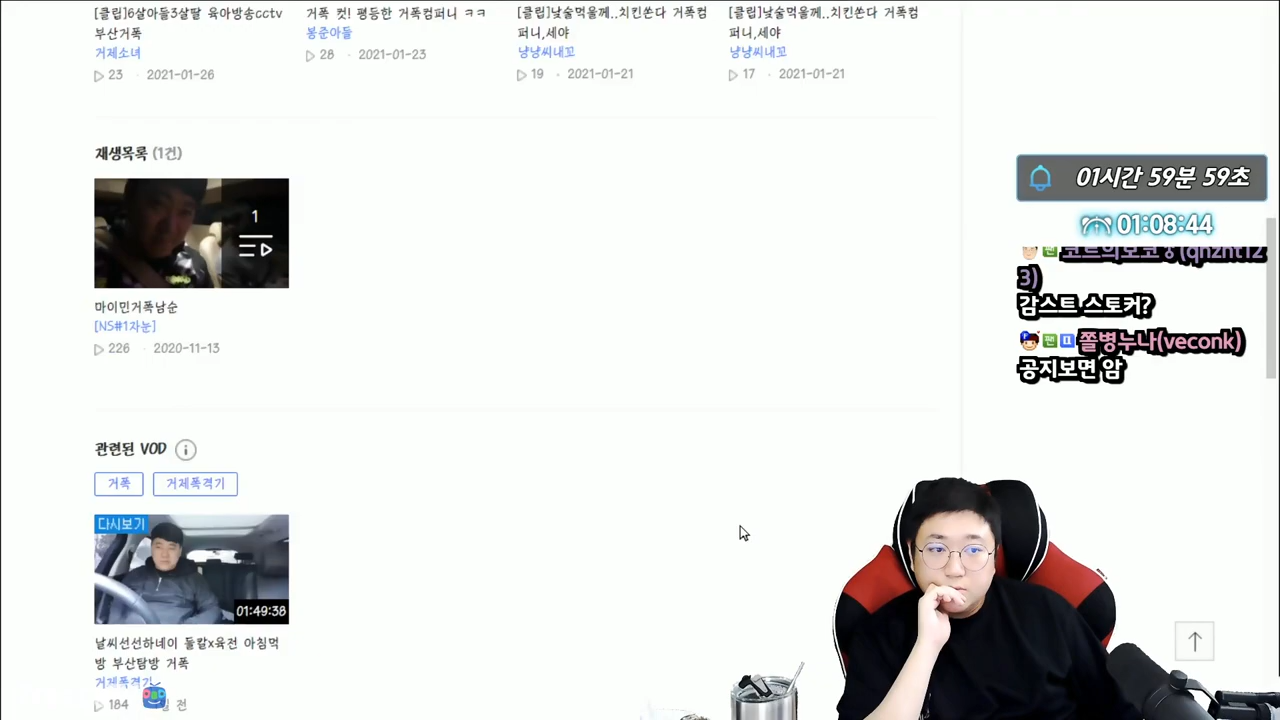 [클립]6살아들3살딸 육아방송cctv
부산거폭
거제소녀
23 · 2021-01-26
거폭 컷! 평등한 거폭컴퍼니 ㅋㅋ
봉준아들
28 · 2021-01-23
[클립]낮술먹울께..치킨쏜다 거폭컴
퍼니,세야
냥냥씨내꼬
19 · 2021-01-21
[클립]낮술먹울께..치킨쏜다 거폭컴
퍼니,세야
냥냥씨내꼬
17 · 2021-01-21
재생목록 (1건)
1
마이민거폭남순
[NS#1자눈]
226 · 2020-11-13
관련된 VOD
거폭
거제폭격기
다시보기
01:49:38
날씨선선하네이 돌칼x육전 아침먹
방 부산탐방 거폭
거제폭격기
184
일 전
01시간 59분 59초
01:08:44
3)
감스트 스토커?
쫄병누나(veconk)
공지보면 암